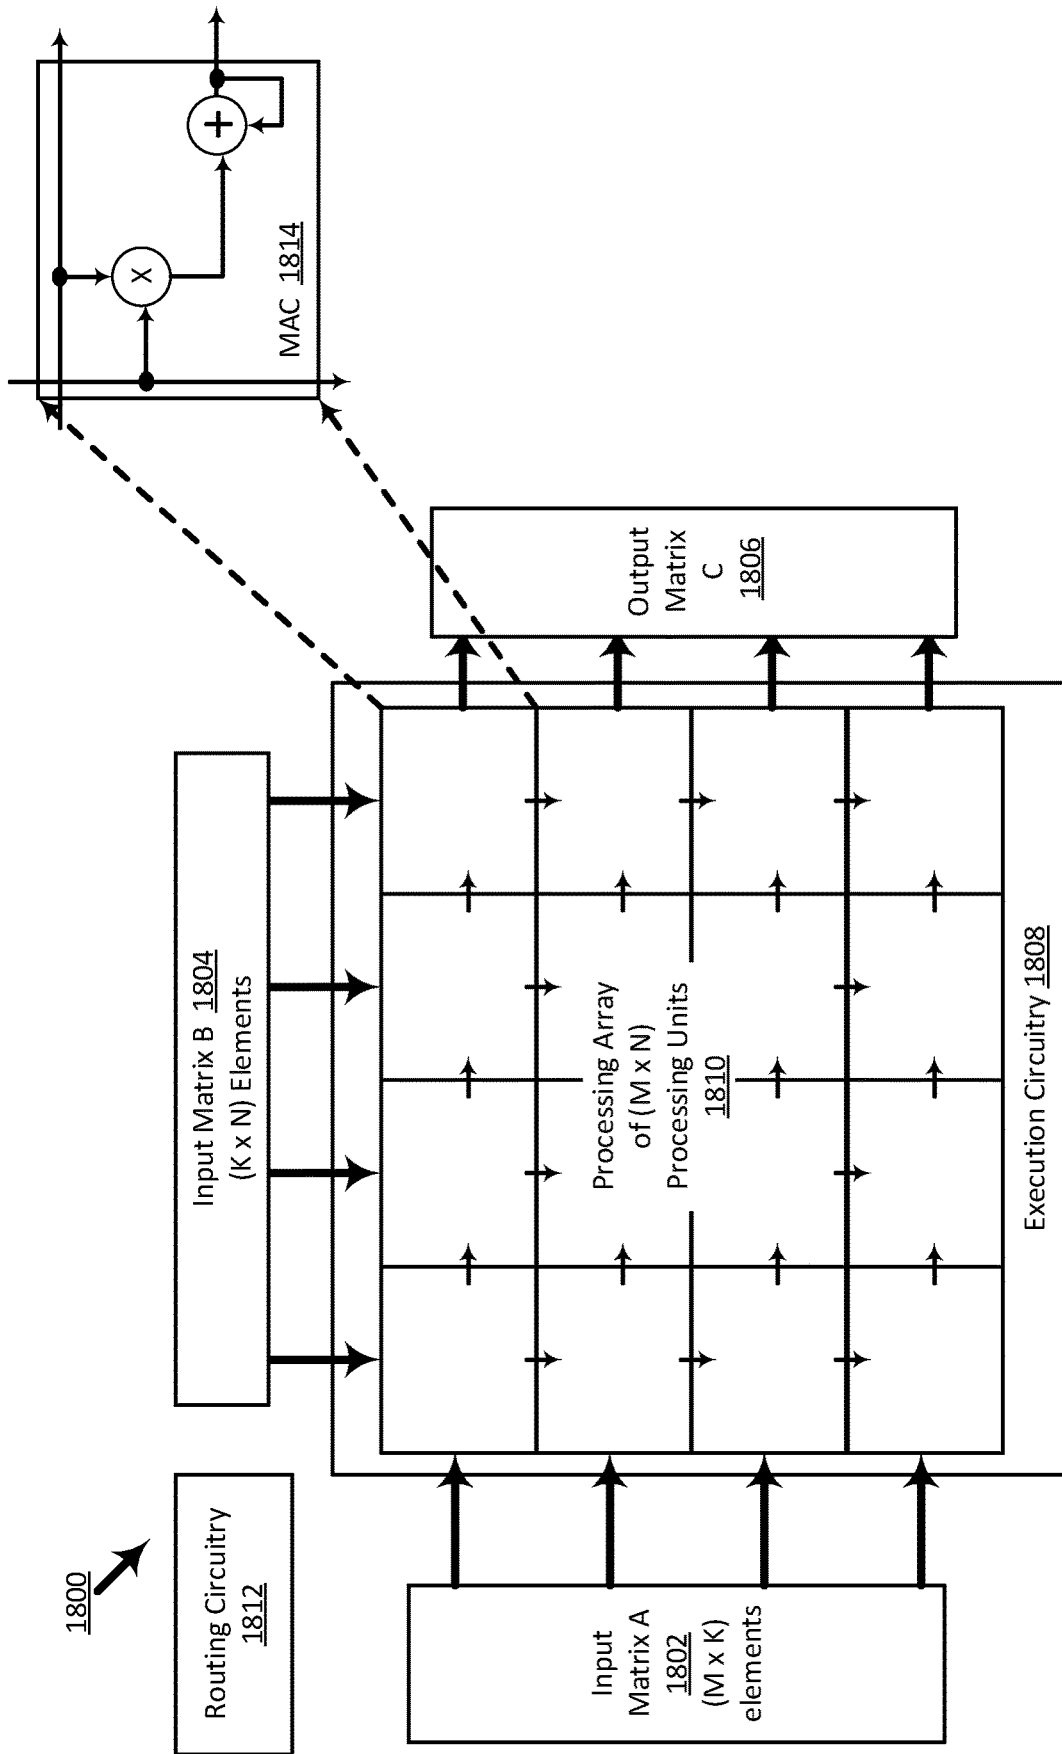 1800
Routing Circuitry
1812
Input Matrix B 1804
(K x N) Elements
Input
Matrix A
1802
(M x K)
elements
Processing Array
of (M x N)
Processing Units
1810
Execution Circuitry 1808
Output
Matrix
C
1806
X
+
MAC 1814